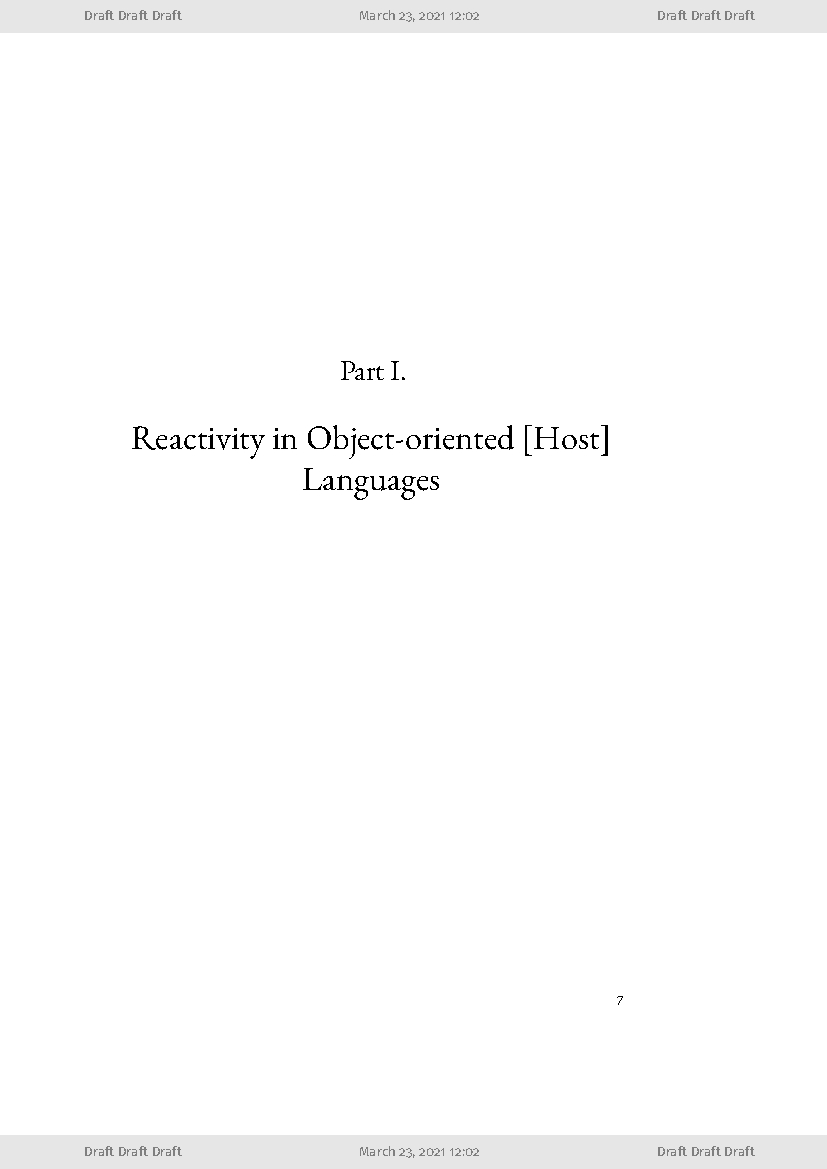 Draft Draft Draft March 23, 2021 12:02 Draft Draft Draft
Part I.
Reactivity in Object-oriented [Host]
Languages
7
Draft Draft Draft March 23, 2021 12:02 Draft Draft Draft